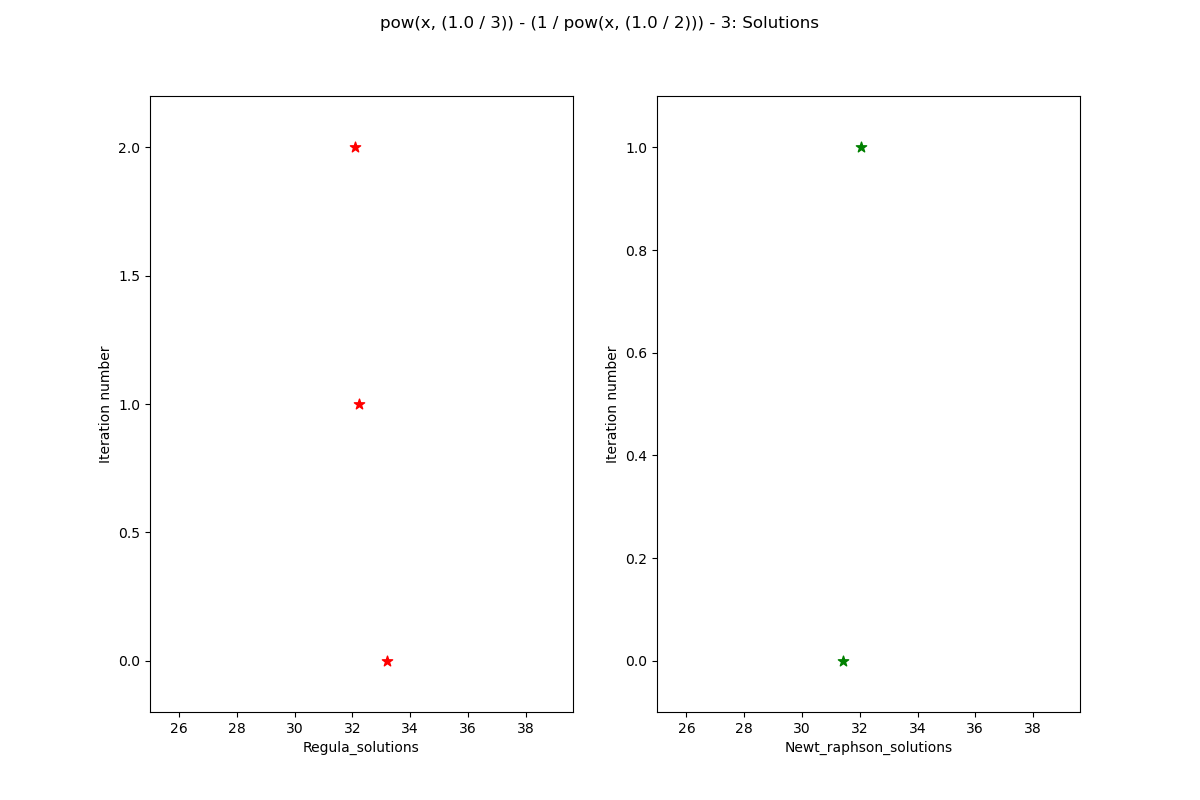 pow(x, (1.0 / 3)) - (1 / pow(x, (1.0 / 2))) - 3: Solutions
2.0
1.5
1.0
0.5
0.0
Iteration number
26 28 30 32 34 36 38
Regula_solutions
1.0
0.8
0.6
0.4
0.2
0.0
Iteration number
26 28 30 32 34 36 38
Newt_raphson_solutions